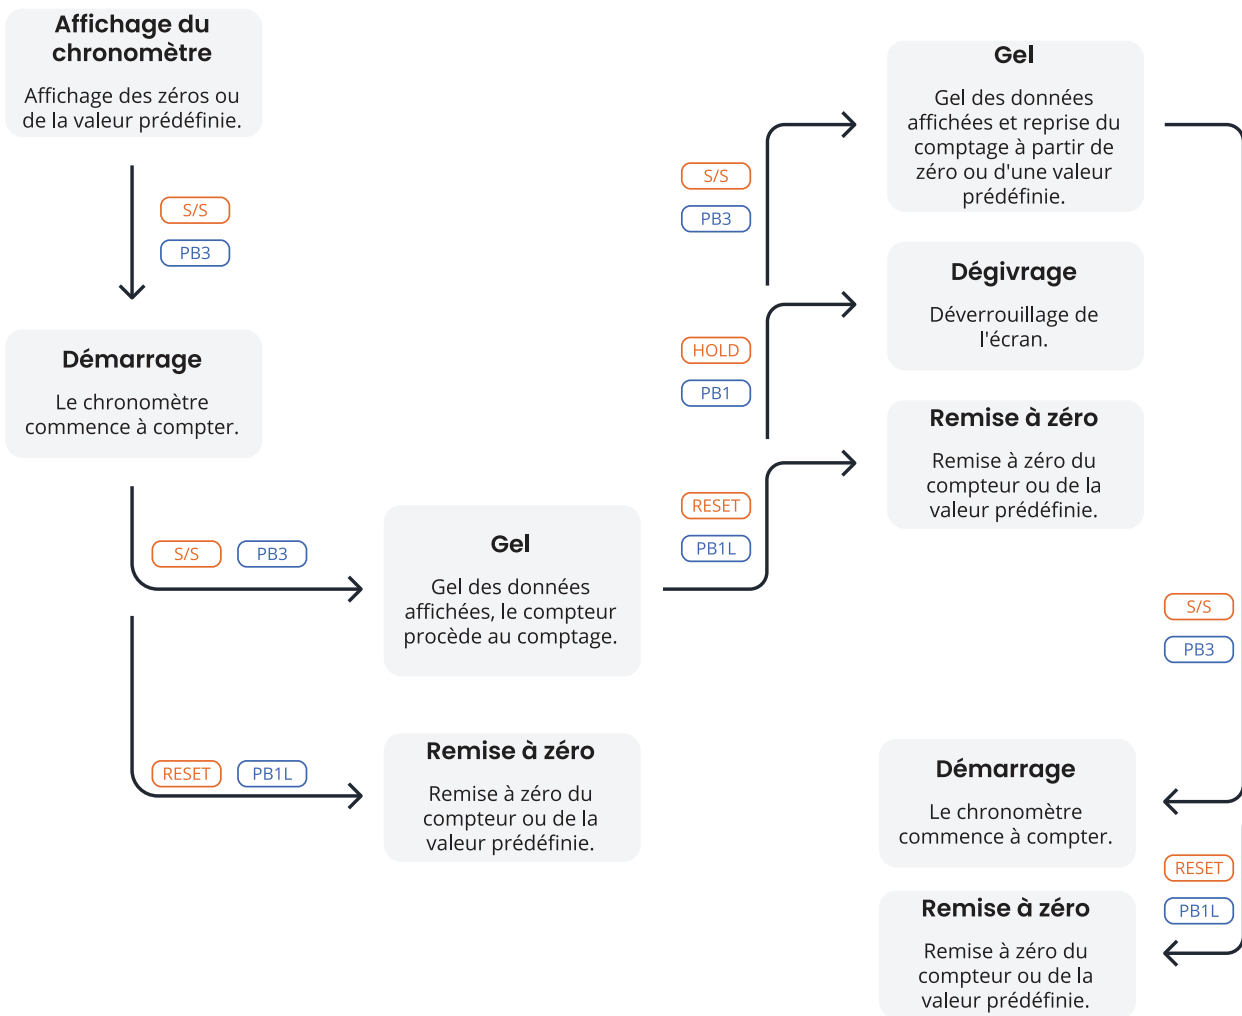 Affichage du
chronomètre
Affichage des zéros ou
de la valeur prédéfinie.
S/S
PB3
Démarrage
Le chronomètre
commence à compter.
S/S PB3
RESET PB1L
Gel
Gel des données
affichées, le compteur
procède au comptage.
Remise à zéro
Remise à zéro du
compteur ou de la
valeur prédéfinie.
S/S
PB3
HOLD
PB1
RESET
PB1L
Gel
Gel des données
affichées et reprise du
comptage à partir de
zéro ou d'une valeur
prédéfinie.
Dégivrage
Déverrouillage de
l'écran.
Remise à zéro
Remise à zéro du
compteur ou de la
valeur prédéfinie.
S/S
PB3
Démarrage
Le chronomètre
commence à compter.
RESET
PB1L
Remise à zéro
Remise à zéro du
compteur ou de la
valeur prédéfinie.